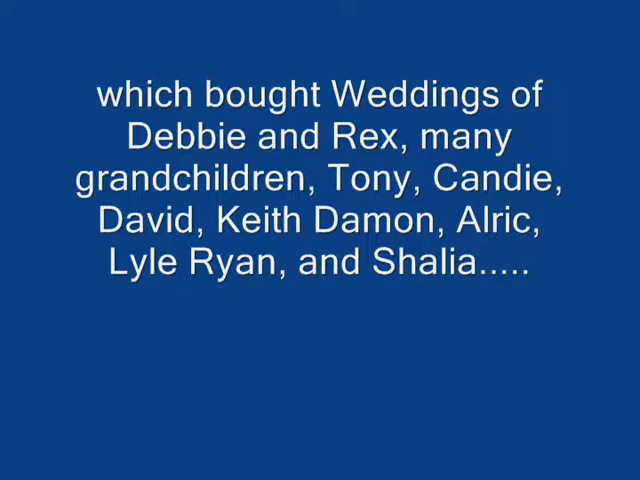 which bought Weddings of
Debbie and Rex, many
grandchildren, Tony, Candie,
David, Keith Damon, Alric,
Lyle Ryan, and Shalia.....